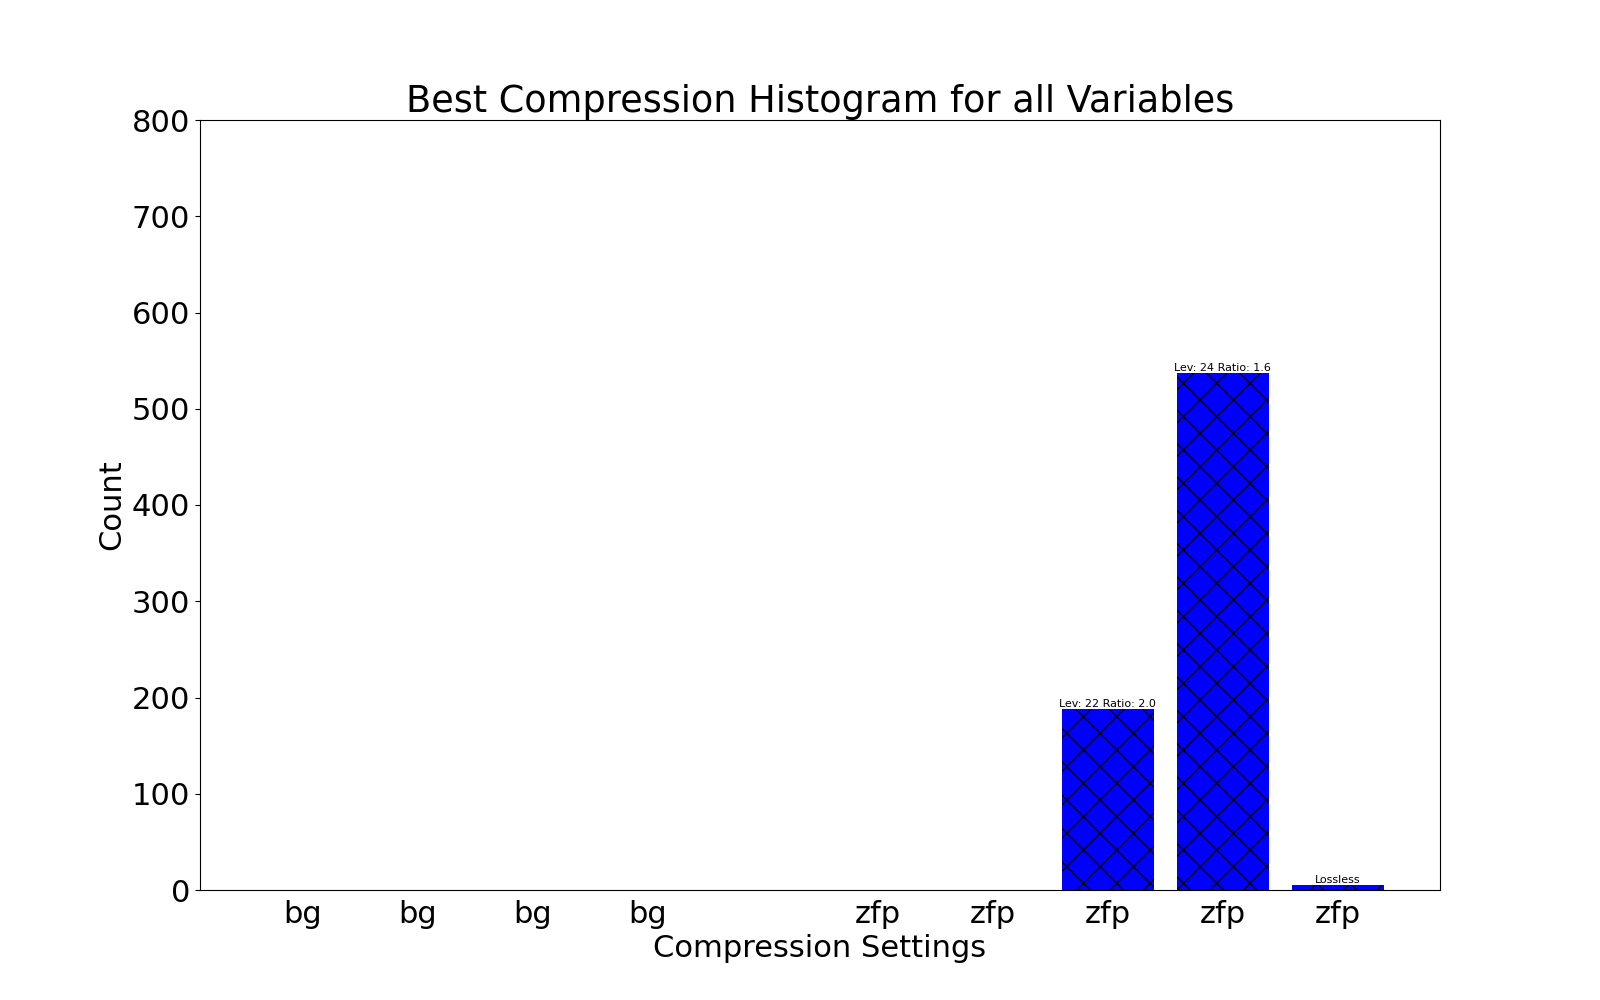 Best Compression Histogram for all Variables
800
700
600
500
400
300
200
100
0
Count
Lev: 24 Ratio: 1.6
Lev: 22 Ratio: 2.0
Lossless
bg bg bg bg zfp zfp zfp zfp zfp
Compression Settings